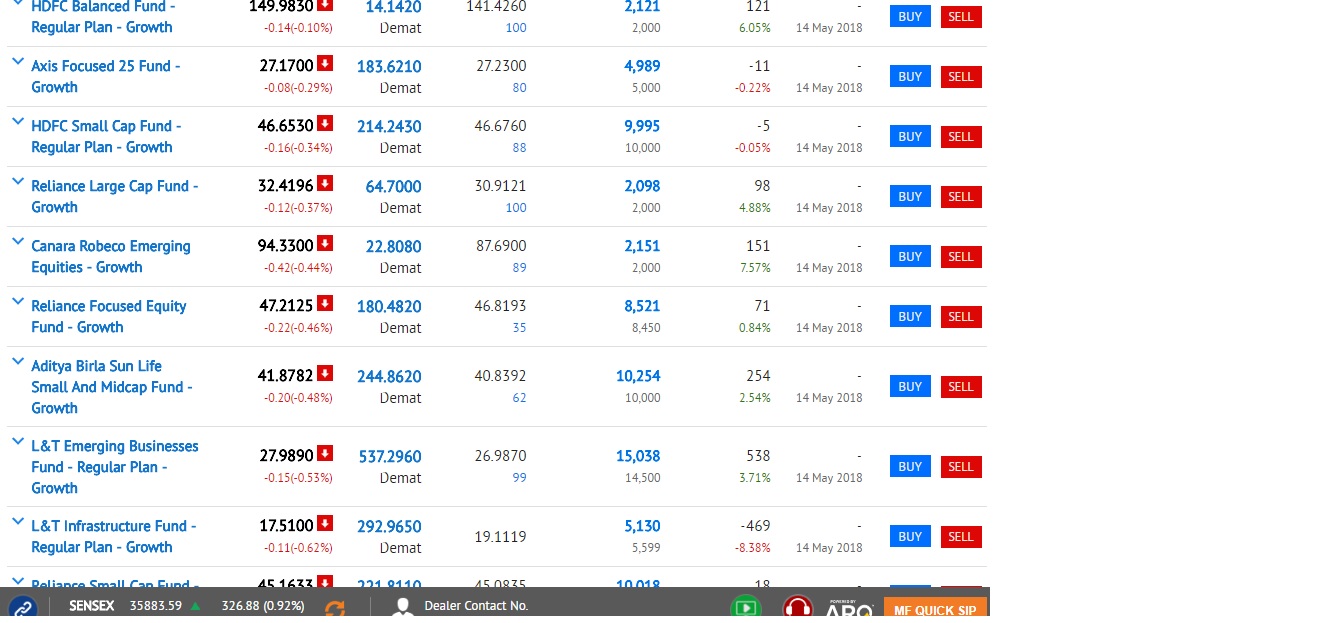 HDFC Balanced Fund - 149.9830 14.1420 141.4260 2,121 121 - BUY SELL
Regular Plan - Growth -0.14(-0.10%) Demat 100 2,000 6.05% 14 May 2018
Axis Focused 25 Fund - 27.1700 183.6210 27.2300 4,989 -11 - BUY SELL
Growth -0.08(-0.29%) Demat 80 5,000 -0.22% 14 May 2018
HDFC Small Cap Fund - 46.6530 214.2430 46.6760 9,995 -5 - BUY SELL
Regular Plan - Growth -0.16(-0.34%) Demat 88 10,000 -0.05% 14 May 2018
Reliance Large Cap Fund - 32.4196 64.7000 30.9121 2,098 98 - BUY SELL
Growth -0.12(-0.37%) Demat 100 2,000 4.88% 14 May 2018
Canara Robeco Emerging 94.3300 22.8080 87.6900 2,151 151 - BUY SELL
Equities - Growth -0.42(-0.44%) Demat 89 2,000 7.57% 14 May 2018
Reliance Focused Equity 47.2125 180.4820 46.8193 8,521 71 - BUY SELL
Fund - Growth -0.22(-0.46%) Demat 35 8,450 0.84% 14 May 2018
Aditya Birla Sun Life
Small And Midcap Fund - 41.8782 244.8620 40.8392 10,254 254 - BUY SELL
Growth -0.20(-0.48%) Demat 62 10,000 2.54% 14 May 2018
L&T Emerging Businesses
Fund - Regular Plan - 27.9890 537.2960 26.9870 15,038 538 - BUY SELL
Growth -0.15(-0.53%) Demat 99 14,500 3.71% 14 May 2018
L&T Infrastructure Fund - 17.5100 292.9650 19.1119 5,130 -469 - BUY SELL
Regular Plan - Growth -0.11(-0.62%) Demat 5,599 -8.38% 14 May 2018
Reliance Small Cap Fund - 45.1633 221.8110 45.0835 10,018 18 -
SENSEX 35883.59 326.88 (0.92%) Dealer Contact No. POWERED BY ARQ MF QUICK SIP